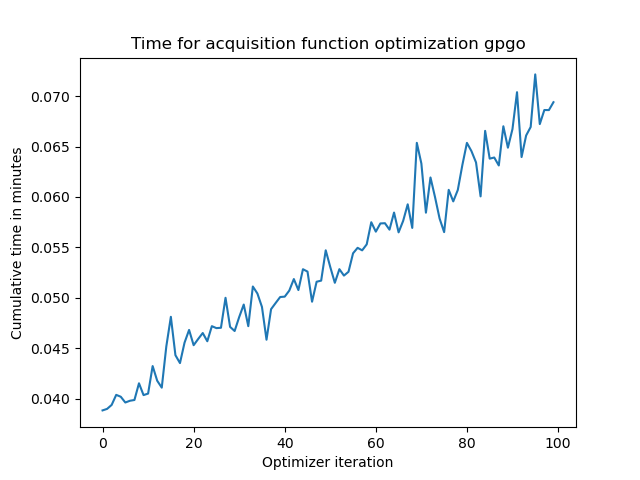 Time for acquisition function optimization gpgo
0.070
0.065
0.060
0.055
0.050
0.045
0.040
Cumulative time in minutes
0 20 40 60 80 100
Optimizer iteration